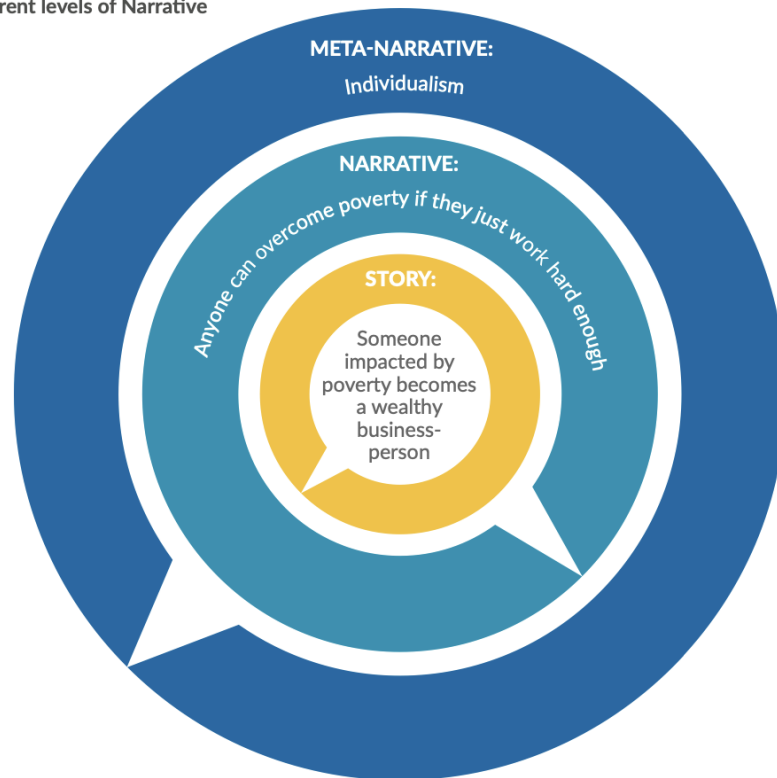 rent levels of Narrative
META-NARRATIVE:
Individualism
NARRATIVE:
Anyone can overcome poverty if they just work hard enough
STORY:
Someone
impacted by
poverty becomes
a wealthy
business-
person